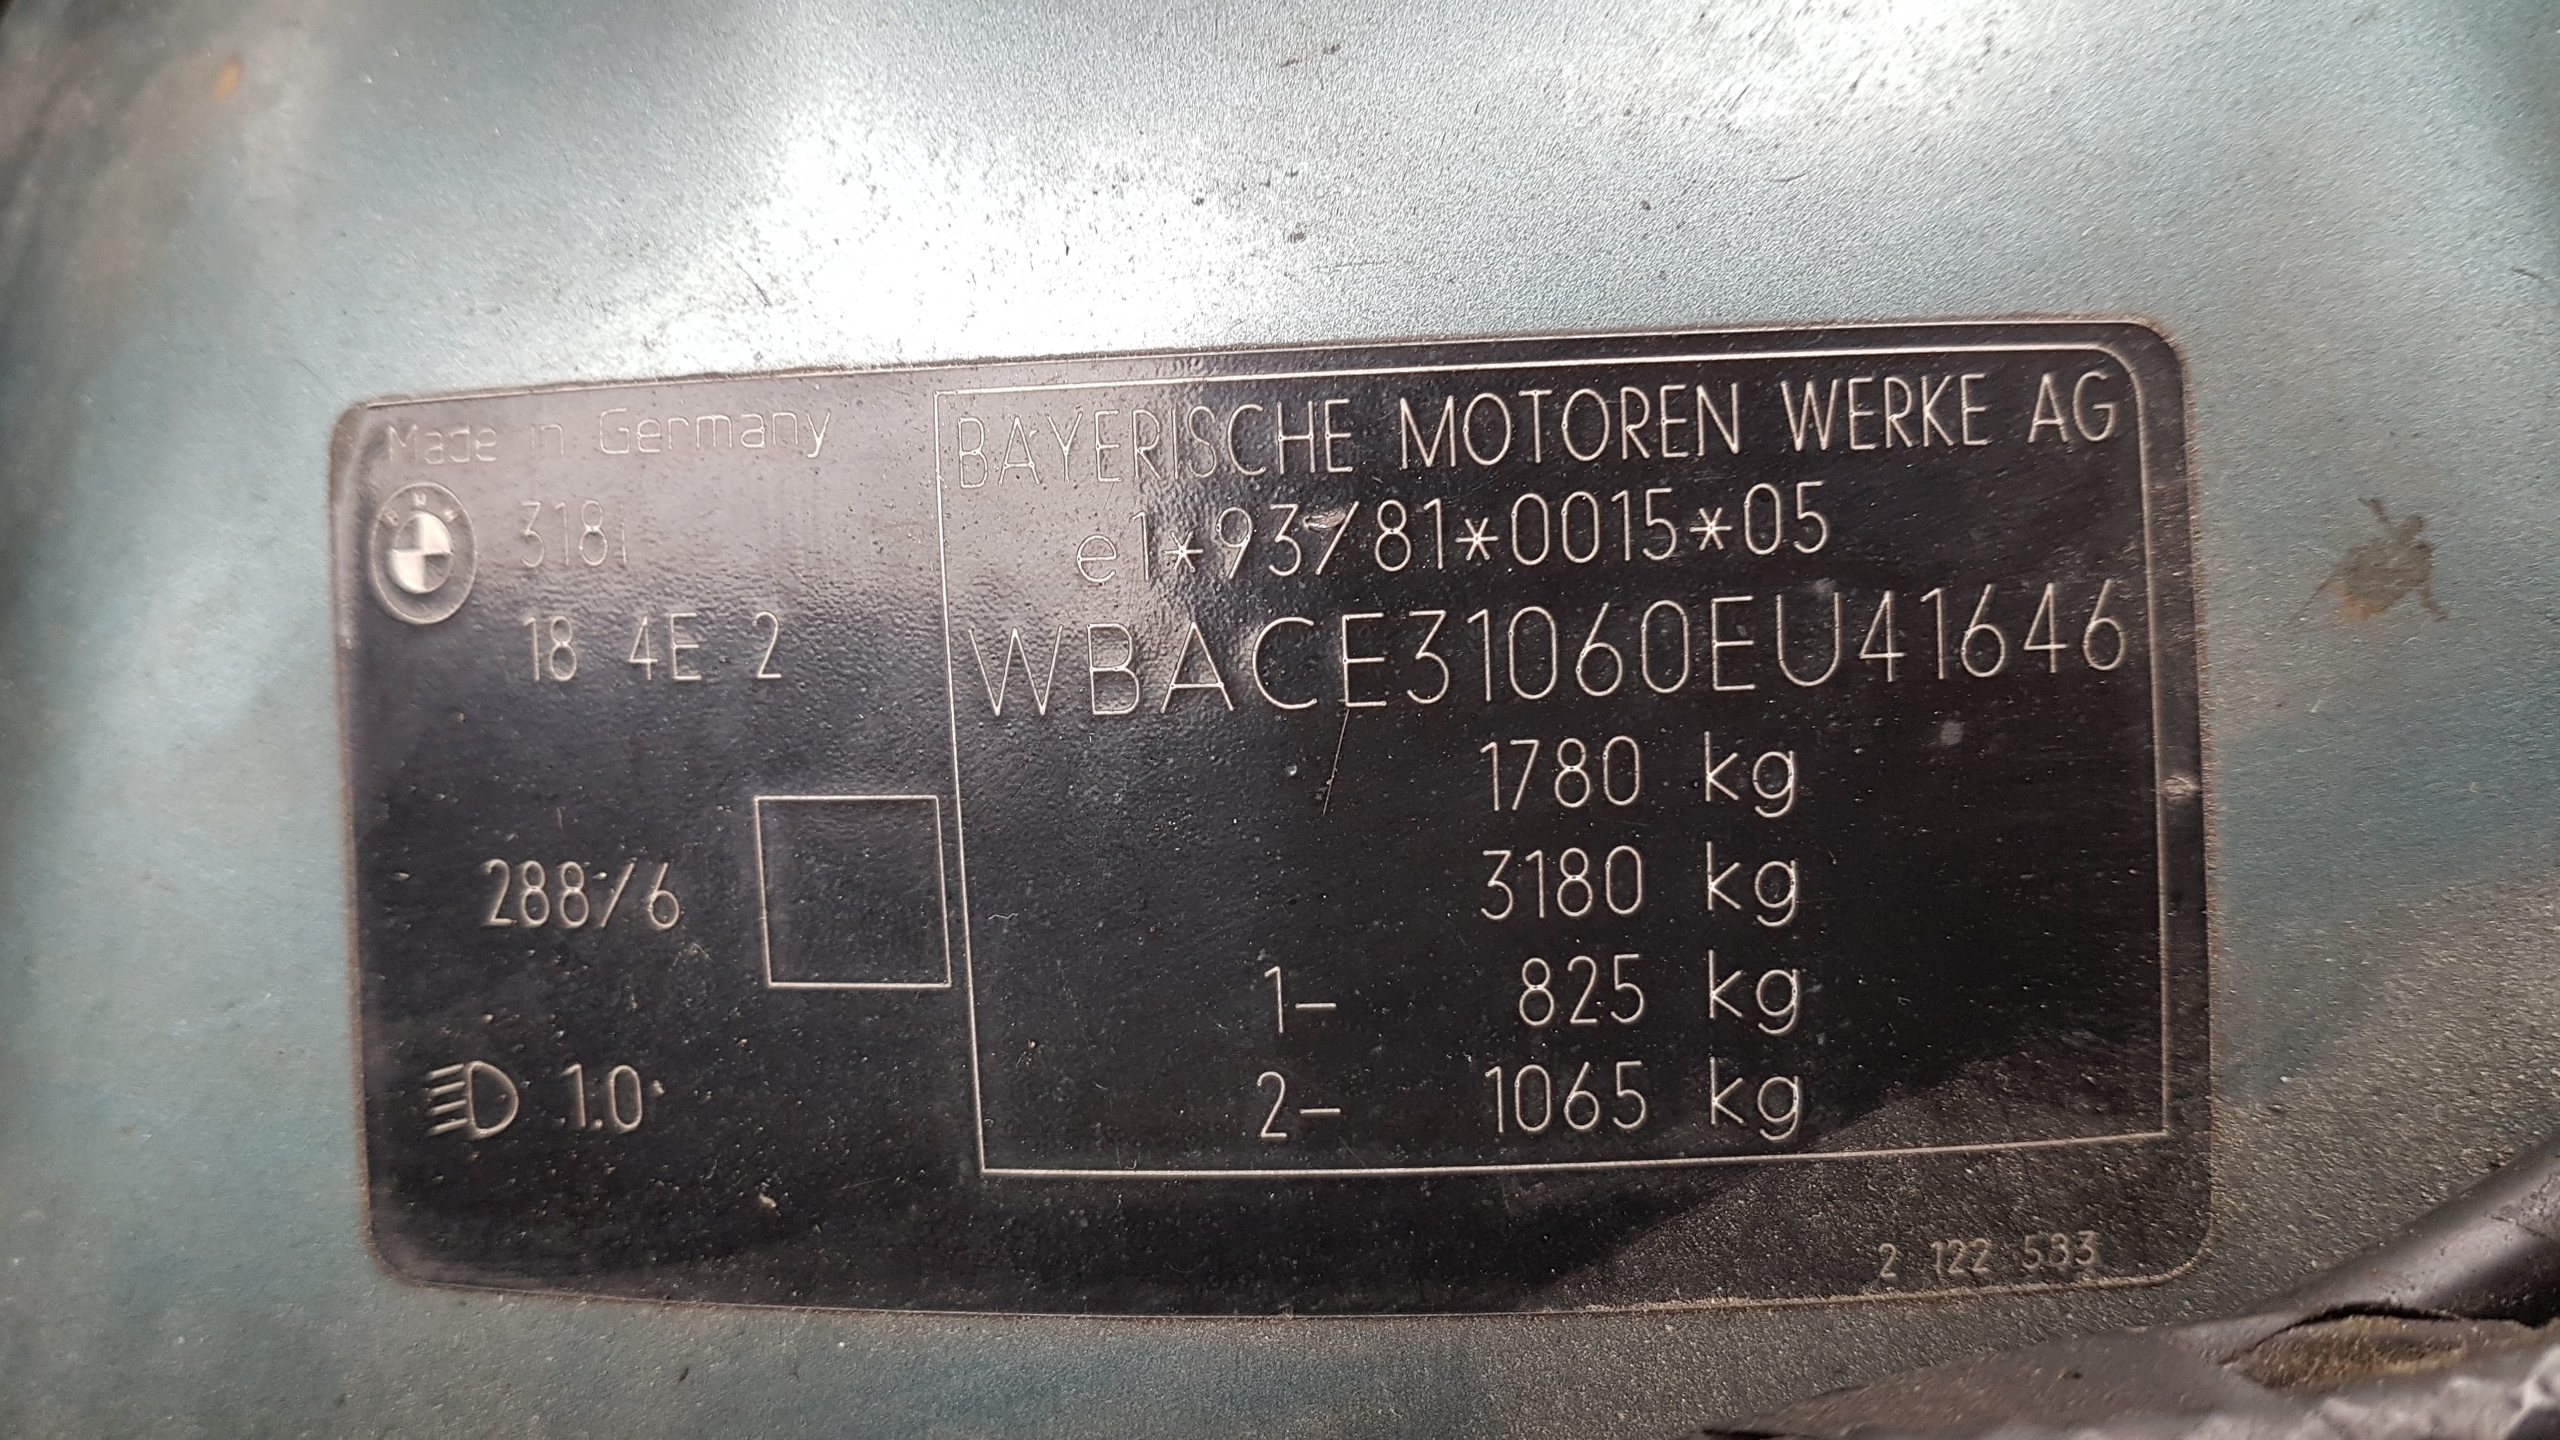 Made in Germany
BMW
318i
18 4E 2
288/6
1.0
BAYERISCHE MOTOREN WERKE AG
e1*93/81*0015*05
WBACE31060EU41646
1780 kg
3180 kg
1- 825 kg
2- 1065 kg
2 122 533